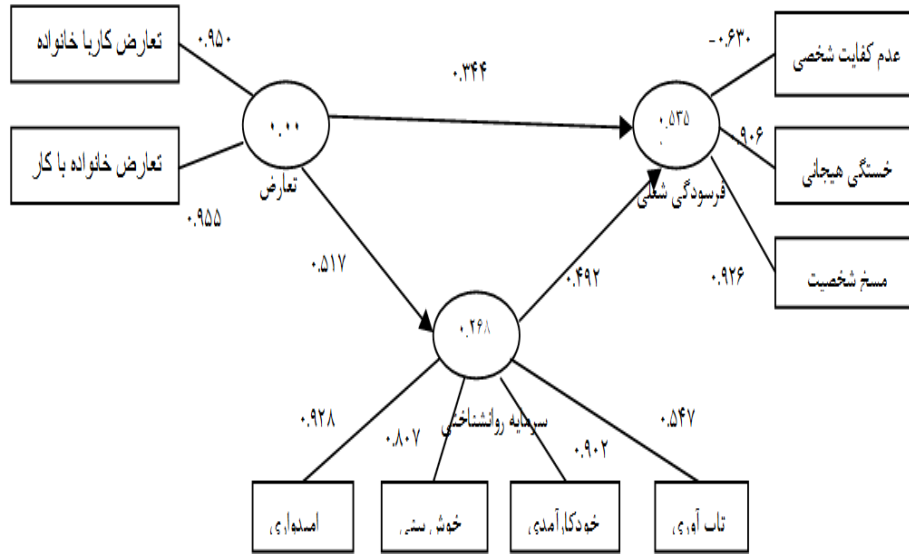 تعارض کاربا خانواده
۰.۹۵۰
-۰.۶۳۰
عدم کفایت شخصی
۰.۳۴۴
۰.۰۰
۰.۵۳۵
۰.۹۰۶
تعارض خانواده با کار
خستگی هیجانی
تعارض
فرسودگی شغلی
۰.۹۵۵
۰.۵۱۷
۰.۴۹۲
۰.۹۲۶
مسخ شخصیت
۰.۲۶۸
سرمایه روانشناختی
۰.۹۲۸
۰.۸۰۷
۰.۹۰۲
۰.۵۴۷
امیدواری
خوش بینی
خودکارآمدی
تاب آوری